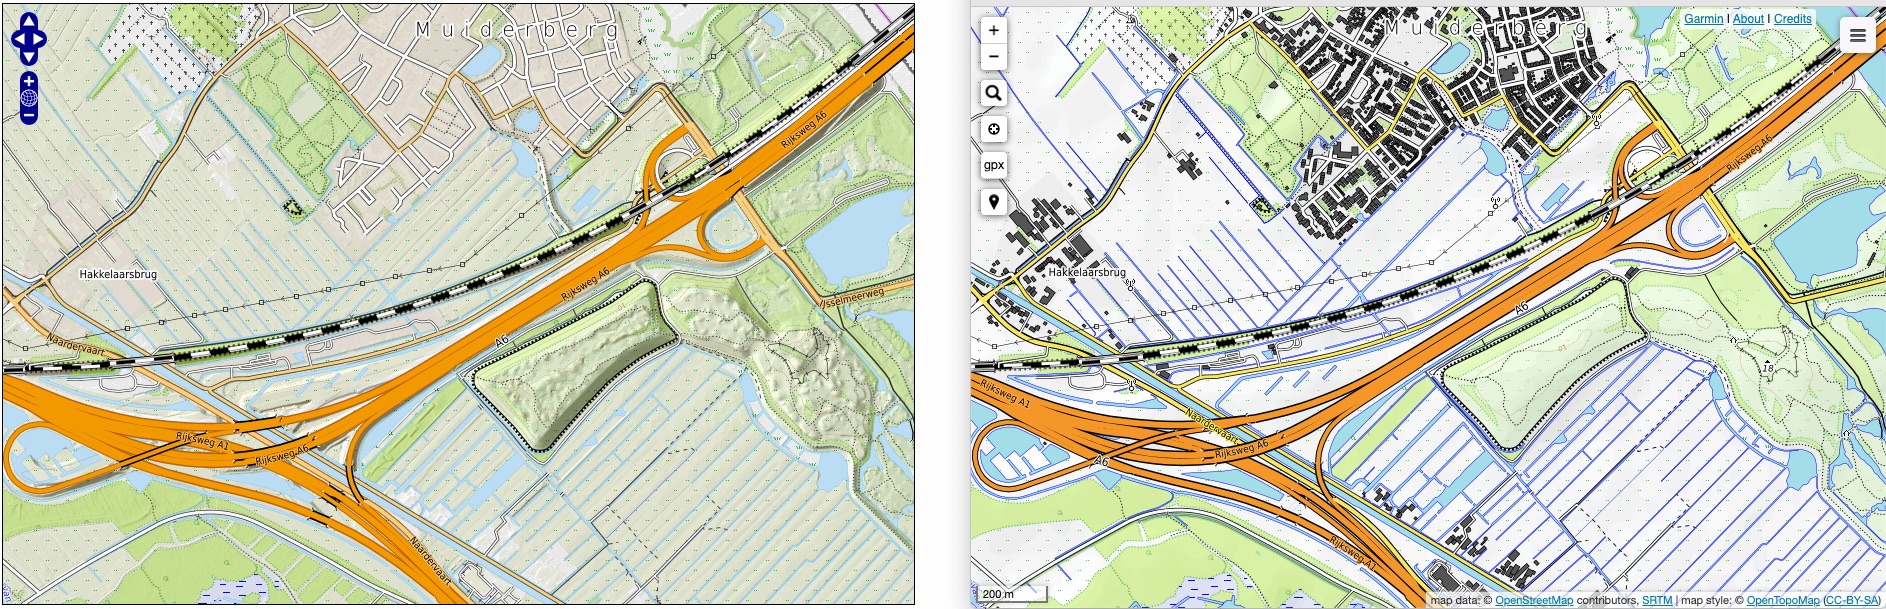 Muiderberg
Rijksweg A6
Hakkelaarsbrug
Rijksweg A6
IJsselmeerweg
Naardervaart
A6
Rijksweg A1
Rijksweg A6
Naardervaart
Garmin | About | Credits
Muiderberg
+
−
gpx
Rijksweg A6
Hakkelaarsbrug
A6
18
Rijksweg A1
Naardervaart
Rijksweg A6
A6
Rijksweg A1
200 m
map data: © OpenStreetMap contributors, SRTM | map style: © OpenTopoMap (CC-BY-SA)